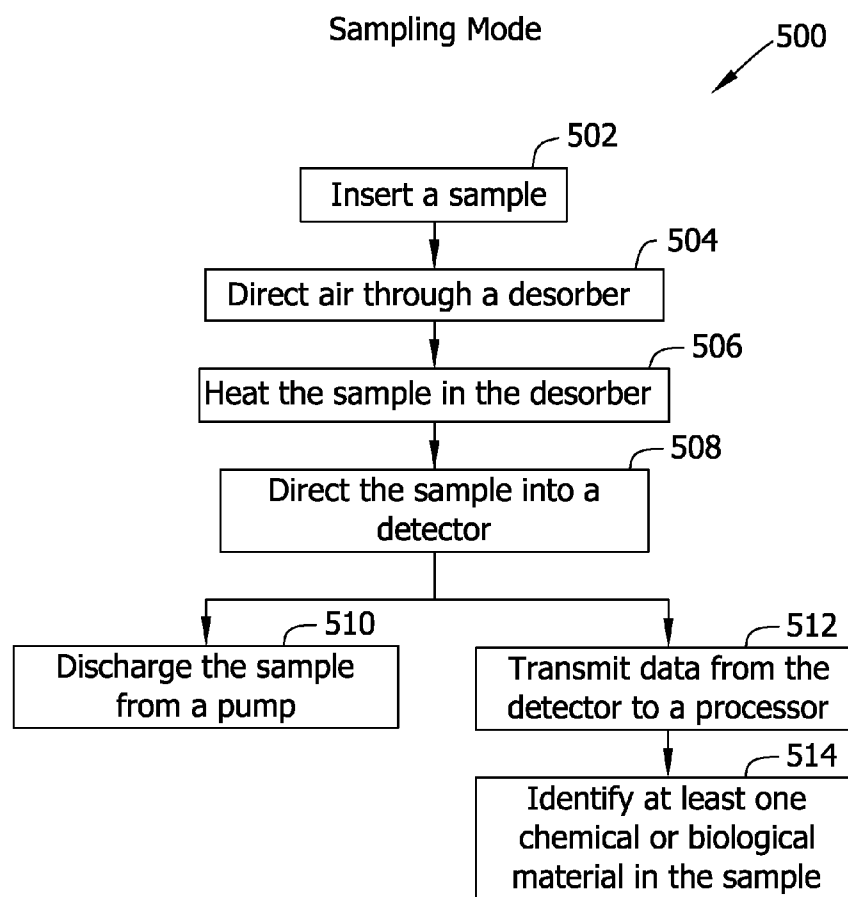 Sampling Mode
500
502
Insert a sample
504
Direct air through a desorber
506
Heat the sample in the desorber
508
Direct the sample into a
detector
510
Discharge the sample
from a pump
512
Transmit data from the
detector to a processor
514
Identify at least one
chemical or biological
material in the sample